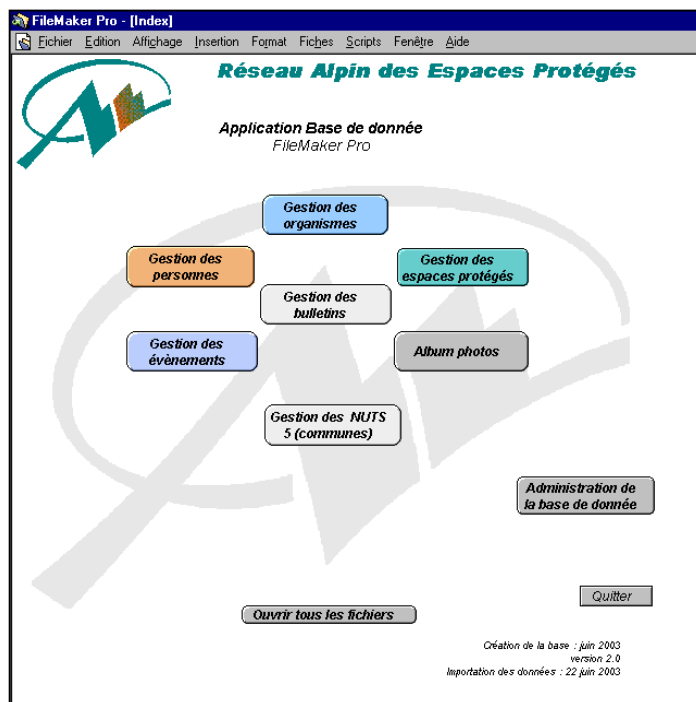 FileMaker Pro - [Index]
Fichier Edition Affichage Insertion Format Fiches Scripts Fenêtre Aide
Réseau Alpin des Espaces Protégés
Application Base de donnée
FileMaker Pro
Gestion des
organismes
Gestion des
personnes
Gestion des
espaces protégés
Gestion des
bulletins
Gestion des
évènements
Album photos
Gestion des NUTS
5 (communes)
Administration de
la base de donnée
Quitter
Ouvrir tous les fichiers
Création de la base : juin 2003
version 2.0
Importation des données : 22 juin 2003